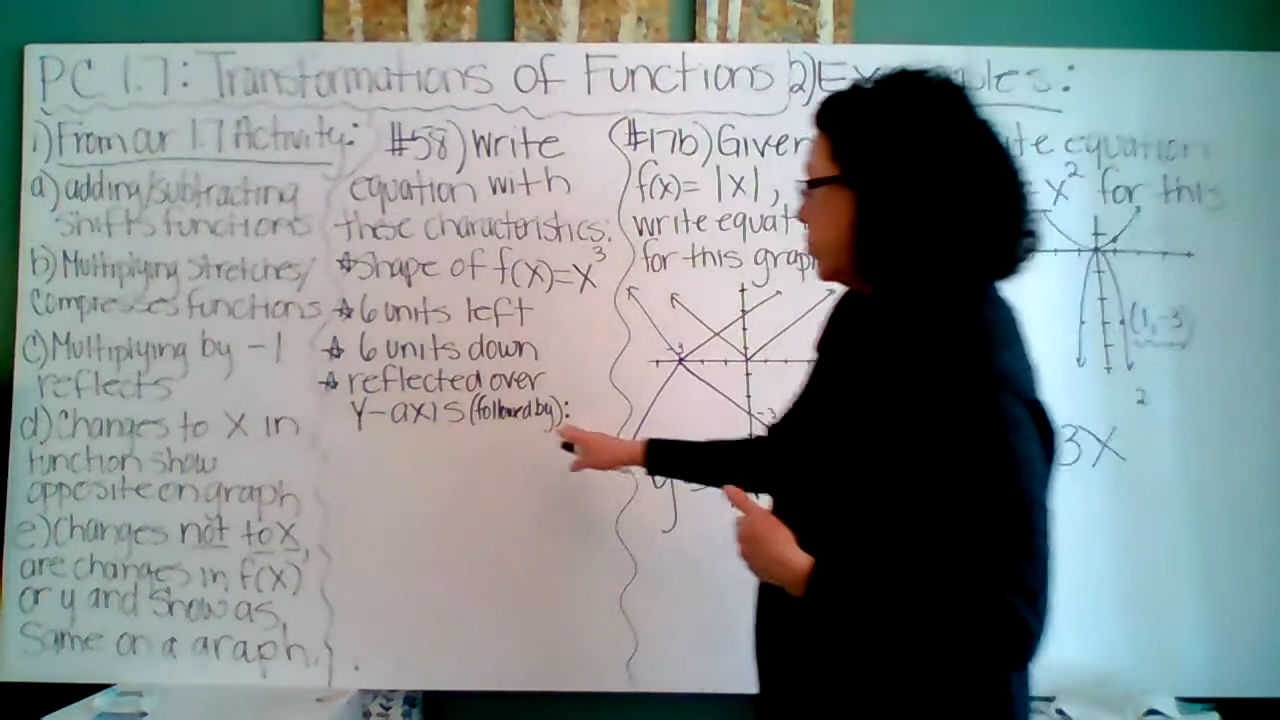 PC 1.7: Transformations of Functions
1) From our 1.7 Activity:
a) adding/subtracting
shifts functions
b) Multiplying stretches/
compresses functions
c) Multiplying by -1
reflects
d) Changes to x in
function show
opposite on graph
e) Changes not to x,
are changes in f(x)
or y and show as
same on a graph.
#58) Write
equation with
these characteristics:
*shape of f(x)=x³
* 6 units left
* 6 units down
* reflected over
y-axis (followed by):
2)
(#17b) Given
f(x)= |x|,
write
for this
-3
y
equation
x² for this
(1,-3)
2
3x